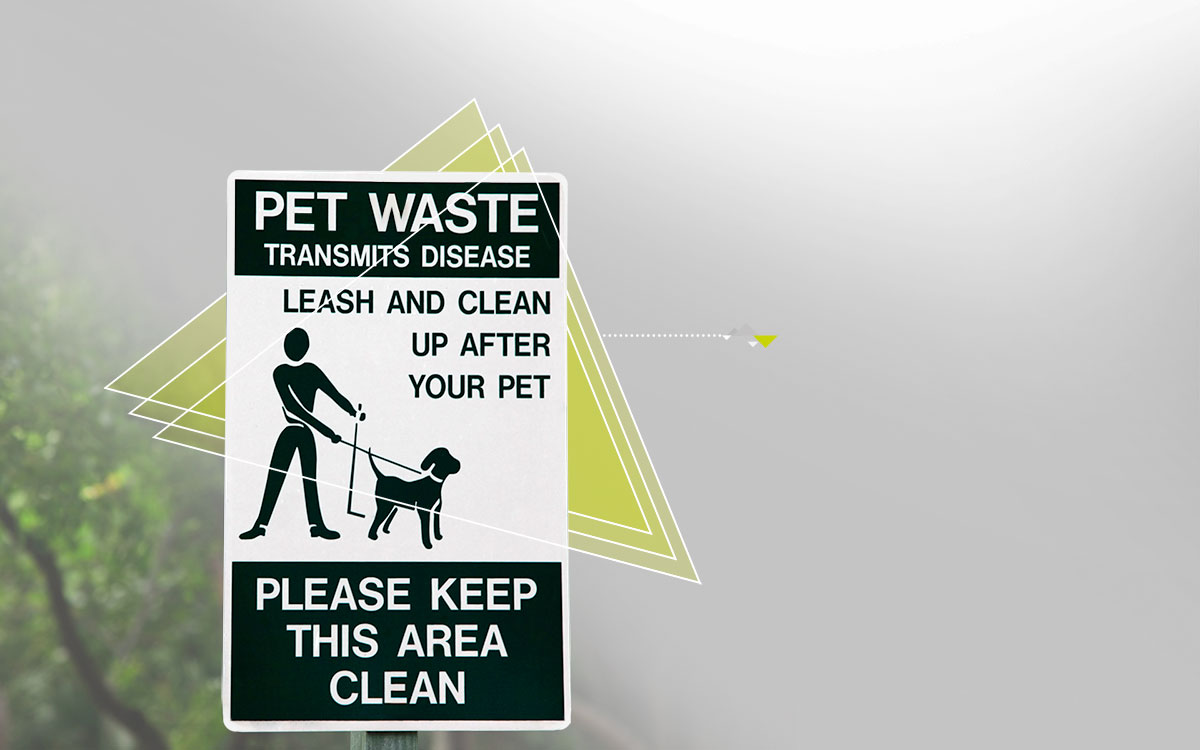 PET WASTE
TRANSMITS DISEASE
LEASH AND CLEAN
UP AFTER
YOUR PET
PLEASE KEEP
THIS AREA
CLEAN